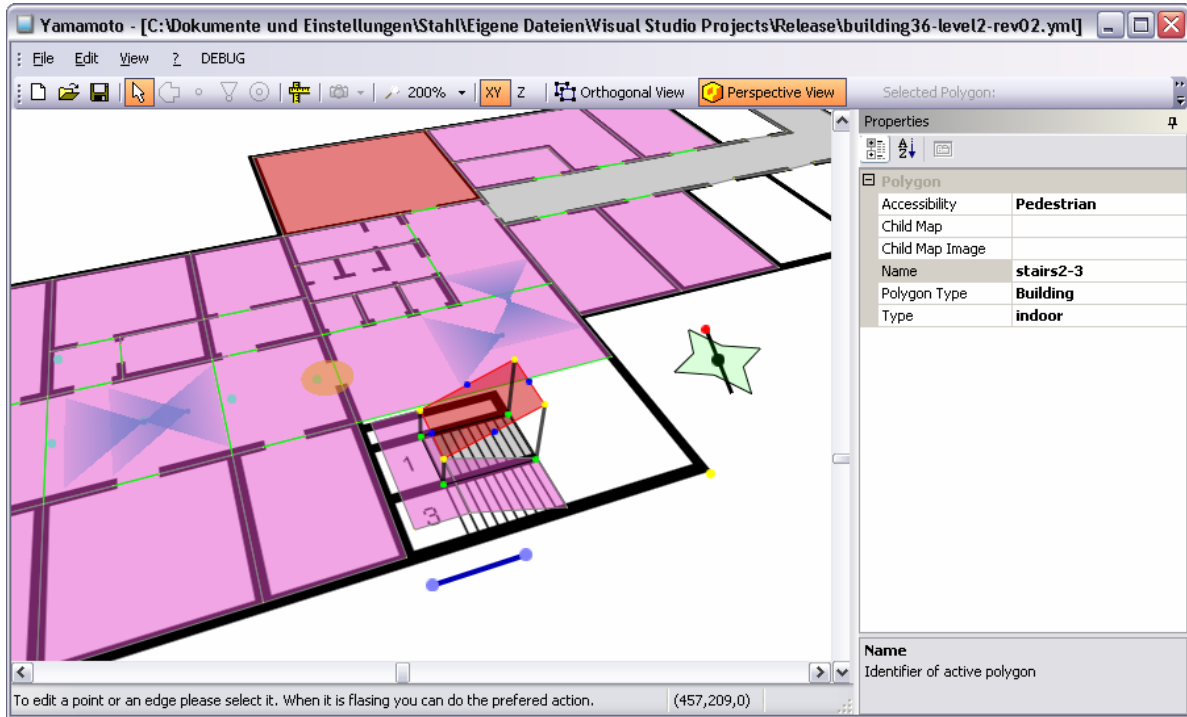 Yamamoto - [C:\Dokumente und Einstellungen\Stahl\Eigene Dateien\Visual Studio Projects\Release\building36-level2-rev02.yml]
File Edit View ? DEBUG
200% XY Z Orthogonal View Perspective View Selected Polygon:
Properties
Polygon
Accessibility Pedestrian
Child Map
Child Map Image
Name stairs2-3
Polygon Type Building
Type indoor
1
3
Name
Identifier of active polygon
To edit a point or an edge please select it. When it is flasing you can do the prefered action. (457,209,0)